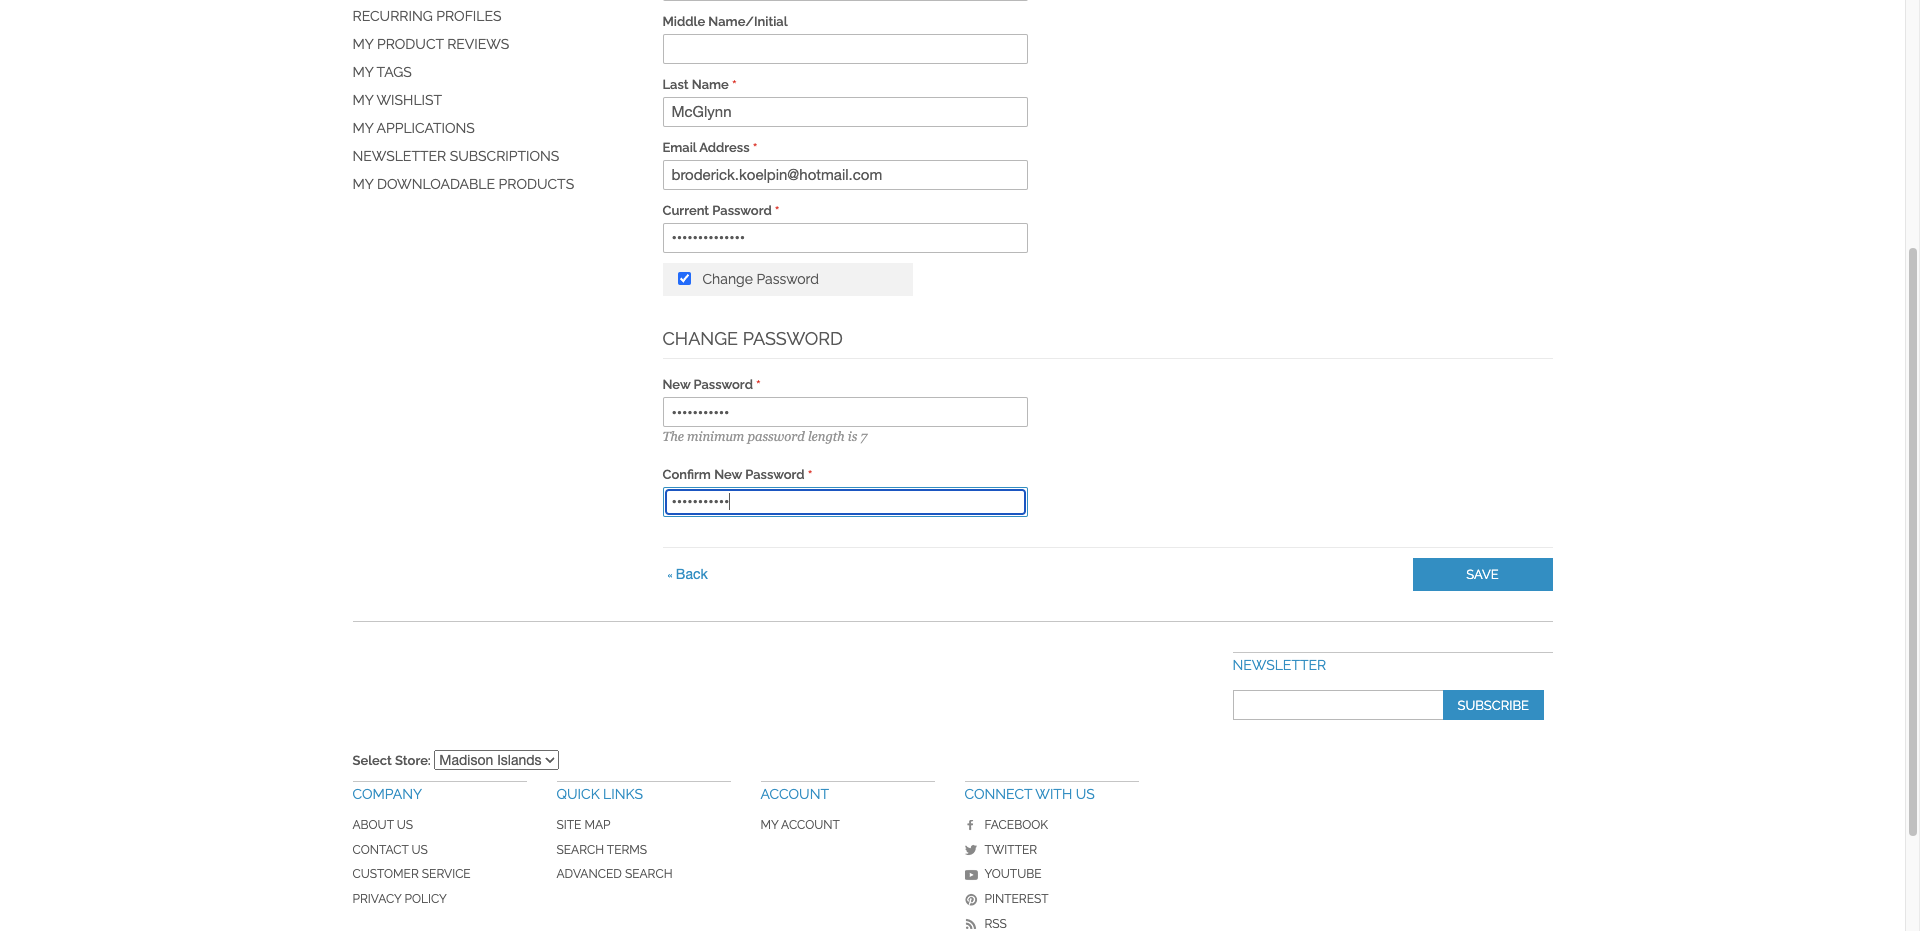 RECURRING PROFILES
MY PRODUCT REVIEWS
MY TAGS
MY WISHLIST
MY APPLICATIONS
NEWSLETTER SUBSCRIPTIONS
MY DOWNLOADABLE PRODUCTS
Middle Name/Initial
Last Name *
McGlynn
Email Address *
broderick.koelpin@hotmail.com
Current Password *
••••••••••••••
Change Password
CHANGE PASSWORD
New Password *
•••••••••••
The minimum password length is 7
Confirm New Password *
•••••••••••
« Back
SAVE
NEWSLETTER
SUBSCRIBE
Select Store: Madison Islands
COMPANY
ABOUT US
CONTACT US
CUSTOMER SERVICE
PRIVACY POLICY
QUICK LINKS
SITE MAP
SEARCH TERMS
ADVANCED SEARCH
ACCOUNT
MY ACCOUNT
CONNECT WITH US
FACEBOOK
TWITTER
YOUTUBE
PINTEREST
RSS